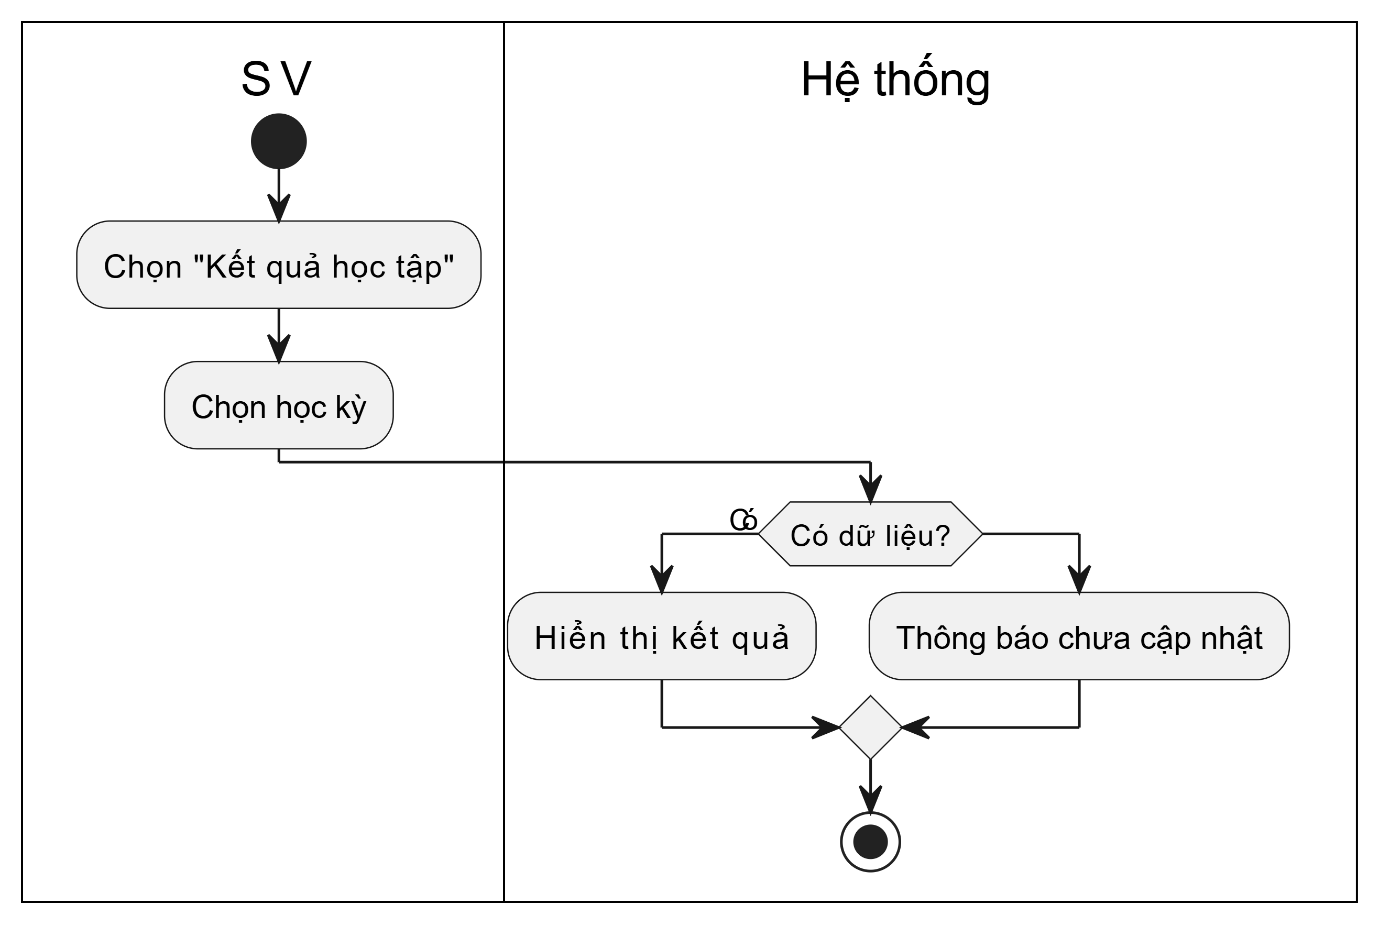 SV
Hệ thống
Chọn "Kết quả học tập"
Chọn học kỳ
Có
Có dữ liệu?
Hiển thị kết quả
Thông báo chưa cập nhật